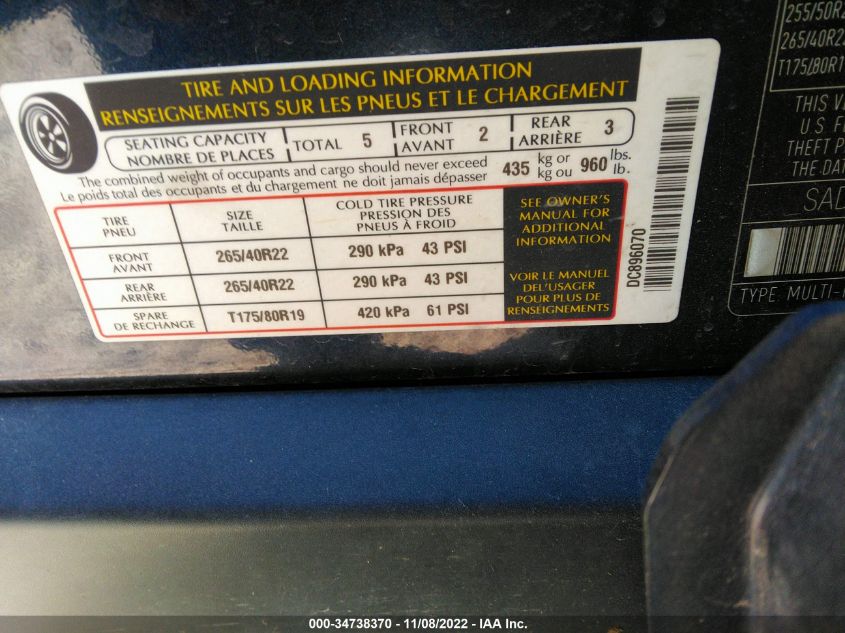 TIRE AND LOADING INFORMATION
RENSEIGNEMENTS SUR LES PNEUS ET LE CHARGEMENT
SEATING CAPACITY
NOMBRE DE PLACES
TOTAL 5
FRONT
AVANT
2
REAR
ARRIÈRE
3
The combined weight of occupants and cargo should never exceed
Le poids total des occupants et du chargement ne doit jamais dépasser
435 kg or
kg ou
960 lbs.
lb.
TIRE
PNEU
SIZE
TAILLE
COLD TIRE PRESSURE
PRESSION DES
PNEUS À FROID
FRONT
AVANT
265/40R22
290 kPa 43 PSI
REAR
ARRIÈRE
265/40R22
290 kPa 43 PSI
SPARE
DE RECHANGE
T175/80R19
420 kPa 61 PSI
SEE OWNER'S
MANUAL FOR
ADDITIONAL
INFORMATION
VOIR LE MANUEL
DEL'USAGER
POUR PLUS DE
RENSEIGNEMENTS
DC896070
255/50R2
265/40R2
T175/80R1
THIS V
U.S. F
THEFT P
THE DAT
SAD
TYPE: MULTI-
000-34738370 - 11/08/2022 - IAA Inc.